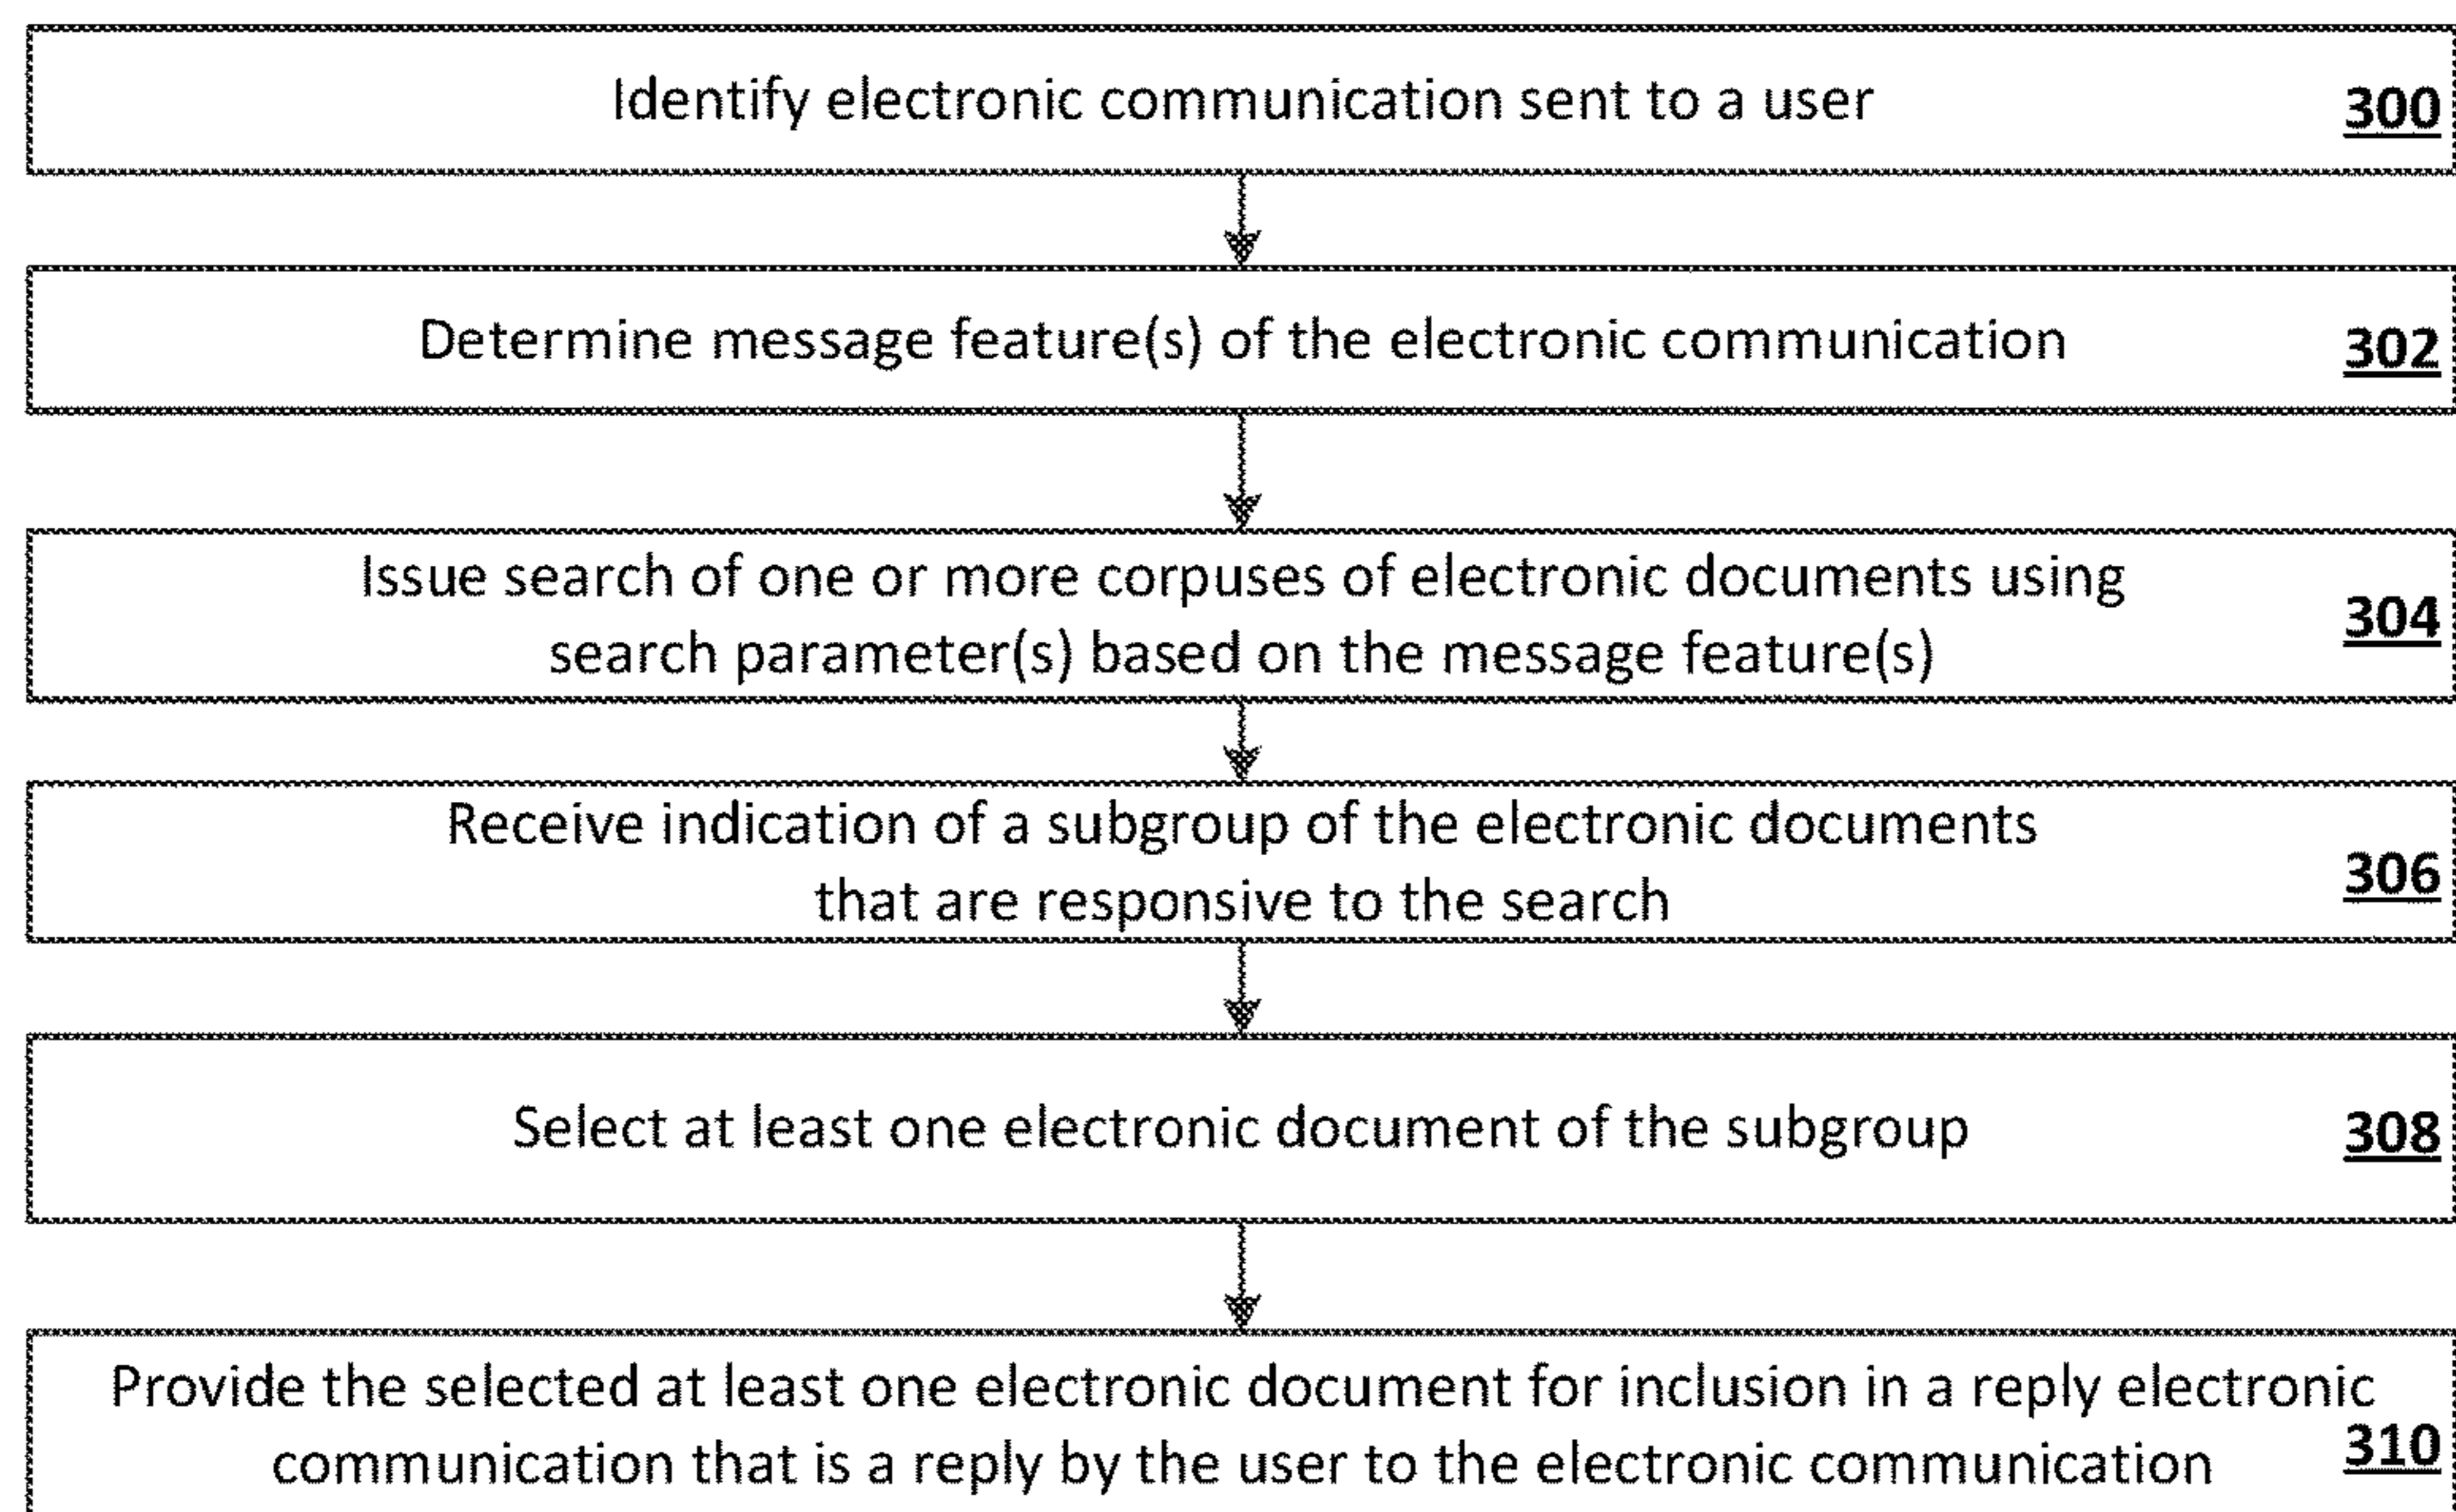 Identify electronic communication sent to a user
300
Determine message feature(s) of the electronic communication
302
Issue search of one or more corpuses of electronic documents using
search parameter(s) based on the message feature(s)
304
Receive indication of a subgroup of the electronic documents
that are responsive to the search
306
Select at least one electronic document of the subgroup
308
Provide the selected at least one electronic document for inclusion in a reply electronic
communication that is a reply by the user to the electronic communication
310